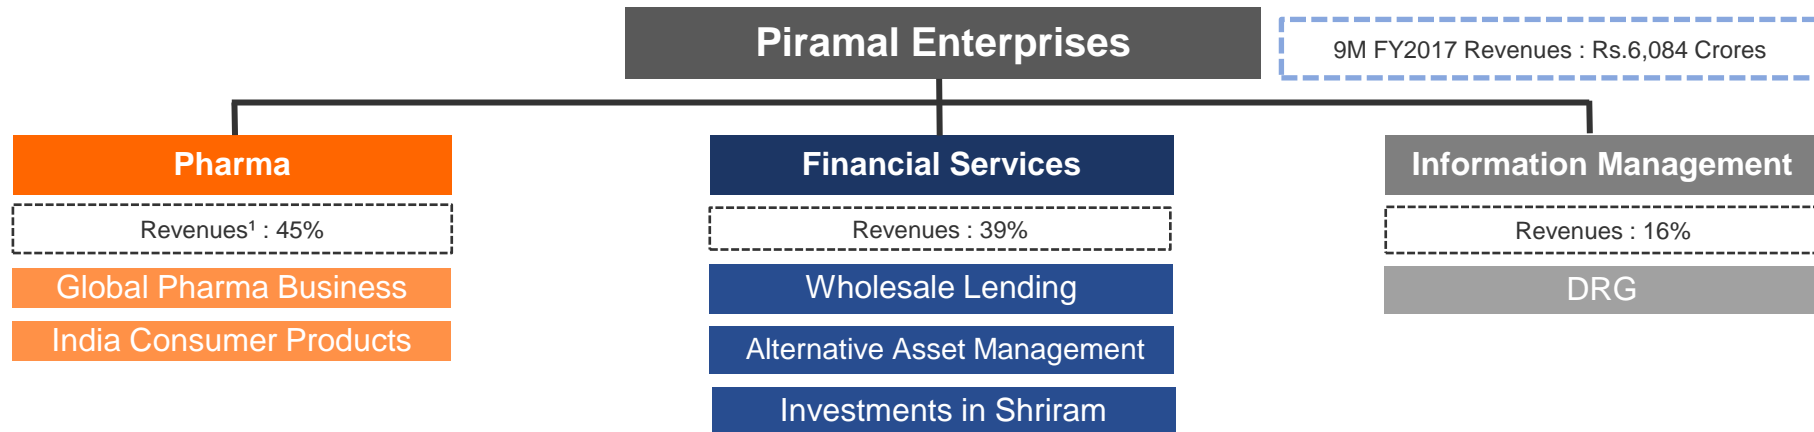 Piramal Enterprises
9M FY2017 Revenues : Rs.6,084 Crores
Pharma
Revenues¹ : 45%
Global Pharma Business
India Consumer Products
Financial Services
Revenues : 39%
Wholesale Lending
Alternative Asset Management
Investments in Shriram
Information Management
Revenues : 16%
DRG